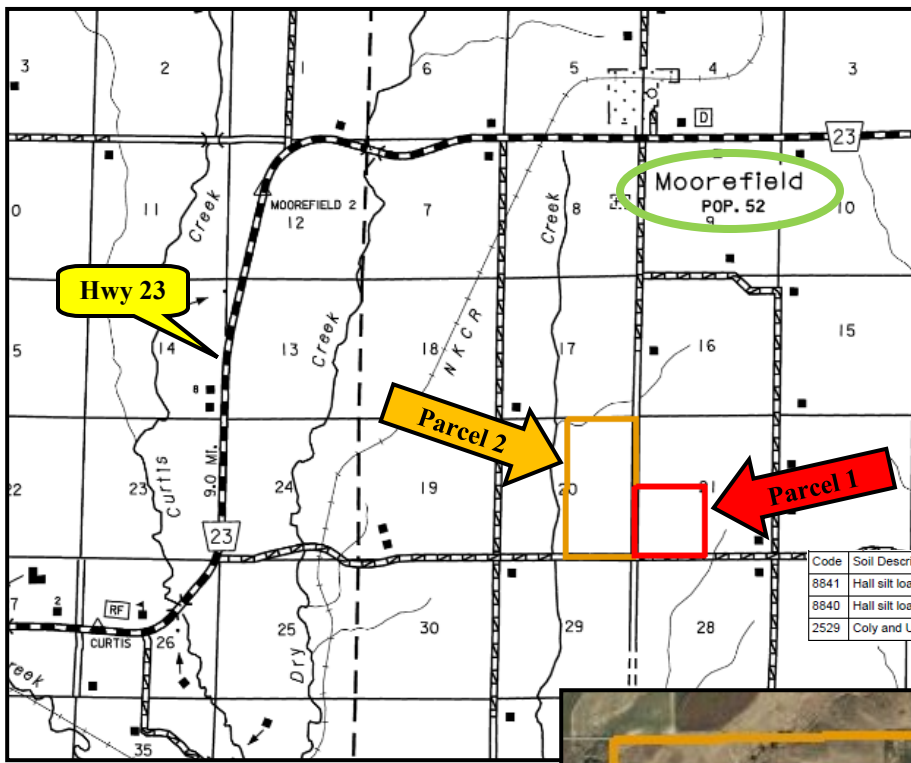 3
2
1
6
5
4
3
D
23
Moorefield
POP. 52
11
Creek
MOOREFIELD 2
12
7
Creek
8
9
10
0
Hwy 23
14
13
Creek
18
NKCR
17
16
15
5
8
Parcel 2
Parcel 1
22
23
Curtis
9.0 MI.
24
19
20
21
23
Code Soil Descri
8841 Hall silt loa
8840 Hall silt loa
2529 Coly and U
7
2
RF
CURTIS
26
25
Dry
30
29
28
reek
35